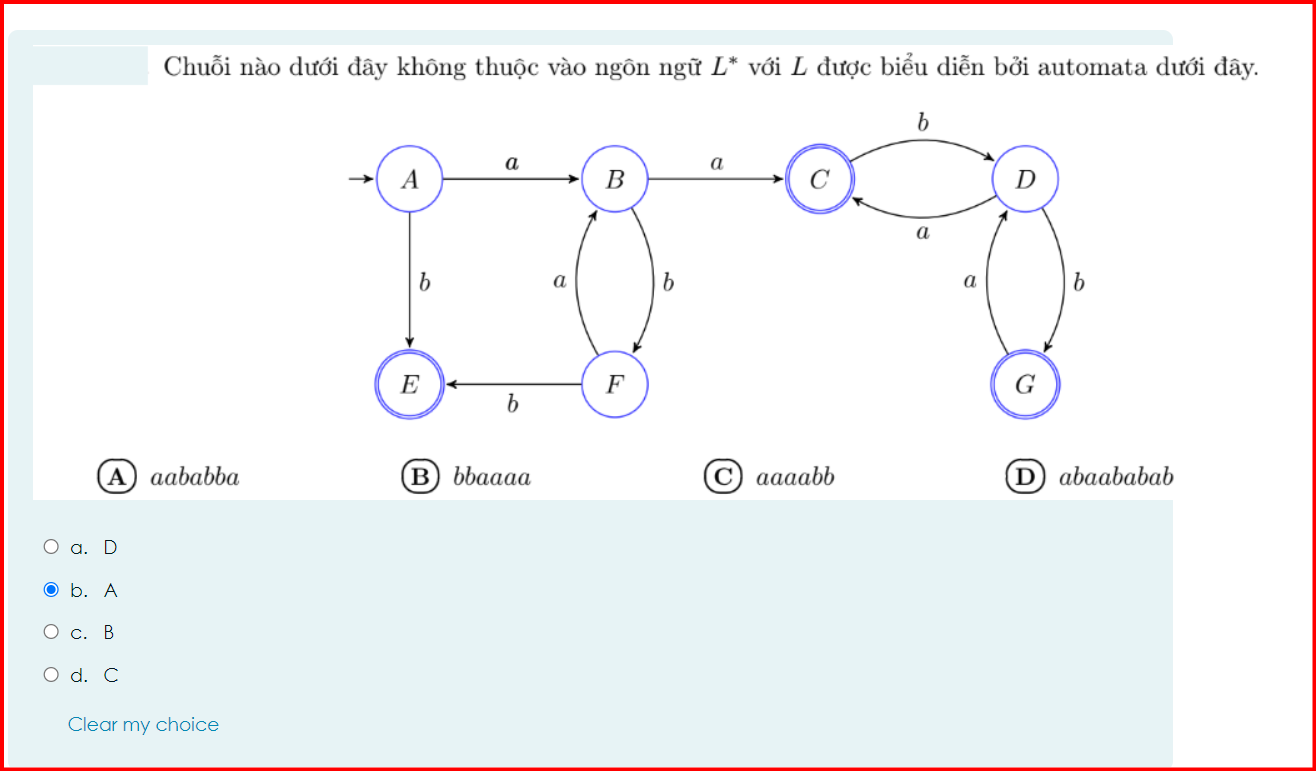 Chuỗi nào dưới đây không thuộc vào ngôn ngữ L* với L được biểu diễn bởi automata dưới đây.
b
a
a
A
B
C
D
a
b
a
b
a
b
E
F
G
b
A aababba
B bbaaaa
C aaaabb
D abaababab
a. D
b. A
c. B
d. C
Clear my choice